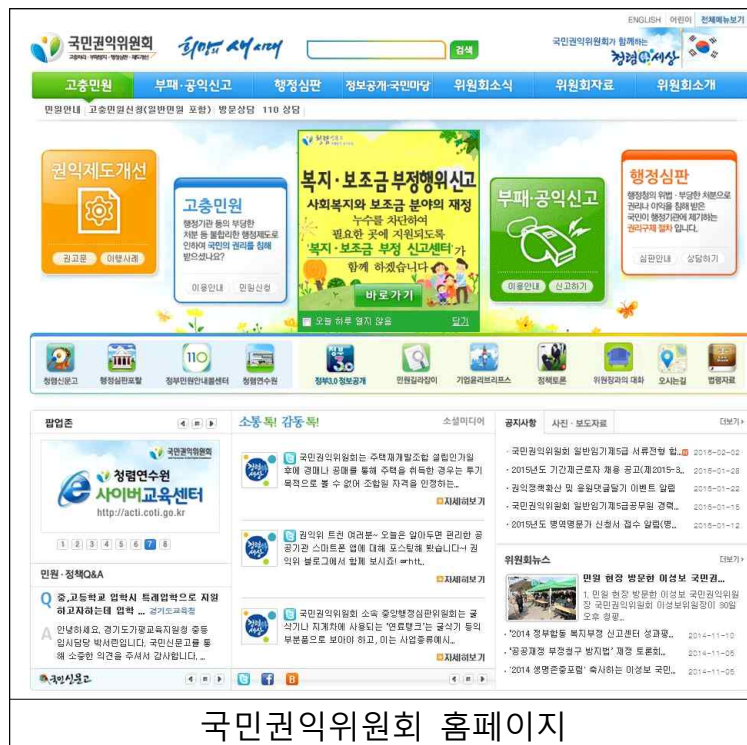 ENGLISH 어린이 전체메뉴보기
국민권익위원회
희망의 새 시대
검색
국민권익위원회가 함께하는
청렴 세상
고충민원 부패·공익신고 행정심판 정보공개·국민마당 위원회소식 위원회자료 위원회소개
민원안내 고충민원신청(일반민원 포함) 방문상담 110 상담
권익제도개선
권고문 이행사례
고충민원
행정기관 등의 부당한
처분 등 불합리한 행정제도로
인하여 국민의 권리를 침해
받으셨나요?
이용안내 민원신청
복지·보조금 부정행위신고
사회복지와 보조금 분야의 재정
누수를 차단하여
필요한 곳에 지원되도록
'복지·보조금 부정 신고센터'가
함께 하겠습니다
바로가기
오늘 하루 열지 않음 닫기
부패·공익신고
이용안내 신고하기
행정심판
행정청의 위법·부당한 처분으로
권리나 이익을 침해 받은
국민이 행정기관에 제기하는
권리구제 절차 입니다.
심판안내 상담하기
110
정부 3.0
청렴신문고 행정심판포탈 정부민원안내콜센터 청렴연수원 정부3.0 정보공개 민원길라잡이 기업윤리브리프스 정책토론 위원장과의 대화 오시는길 법령자료
팝업존
국민권익위원회
청렴연수원
사이버교육센터
http://acti.coti.go.kr
1 2 3 4 5 6 7 8
민원·정책Q&A
Q 중,고등학교 입학시 특례입학으로 지원
하고자하는데 입학 ... 경기도교육청
A 안녕하세요, 경기도가평교육지원청 중등
입시담당 박서린입니다. 국민신문고를 통
해 소중한 의견을 주셔서 감사합니다. ...
국민신문고
소통톡! 감동톡! 소셜미디어
국민권익위원회는 주택재개발조합 설립인가일
후에 경매나 공매를 통해 주택을 취득한 경우는 투기
목적으로 볼 수 없어 조합원 자격을 인정하는..
자세히보기
권익위 트친 여러분~ 오늘은 알아두면 편리한 공
공기관 스마트폰 앱에 대해 포스팅해 봤습니다~! 권
익위 블로그에서 함께 보시죠!
자세히보기
국민권익위원회 소속 중앙행정심판위원회는 굴
삭기나 지게차에 사용되는 '연료탱크'는 굴삭기 등의
부분품으로 보아야 하고, 이는 사업종류예시..
자세히보기
공지사항 사진·보도자료 더보기
· 국민권익위원회 일반임기제5급 서류전형 합.. 2015-02-02
· 2015년도 기간제근로자 채용 공고(제2015-3.. 2015-01-28
· 권익정책확산 및 응원댓글달기 이벤트 알림 2015-01-22
· 국민권익위원회 일반임기제5급공무원 경력.. 2015-01-15
· 2015년도 병역명문가 신청서 접수 알림(병.. 2015-01-12
위원회뉴스 더보기
민원 현장 방문한 이성보 국민권...
1. 민원 현장 방문한 이성보 국민권익위원
장 국민권익위원회 이성보위원장이 30일
오후 창평..
· '2014 정부합동 복지부정 신고센터 성과평.. 2014-11-10
· '공공재정 부정청구 방지법' 제정 토론회.. 2014-11-05
· '2014 생명존중포럼' 축사하는 이성보 국민.. 2014-11-05
국민권익위원회 홈페이지